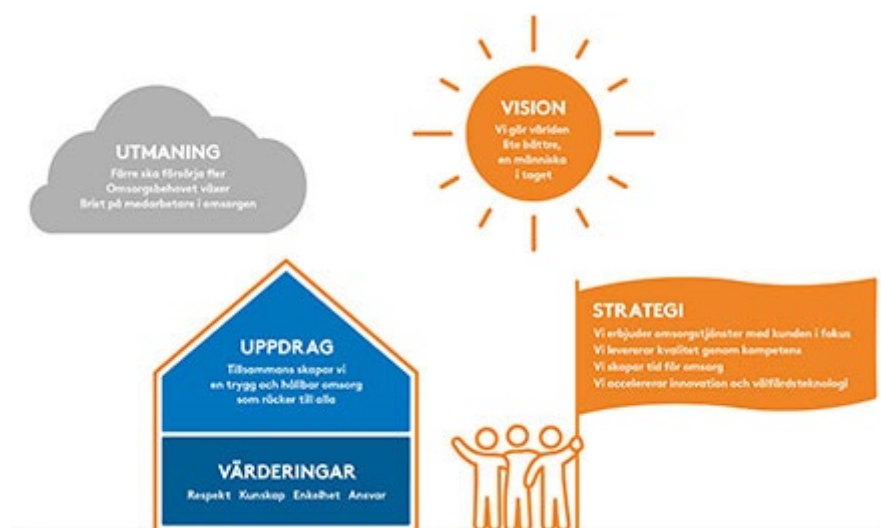 UTMANING
Färre ska försörja fler
Omsorgsbehovet växer
Brist på medarbetare i omsorgen
VISION
Vi gör världen
lite bättre,
en människa
i taget
UPPDRAG
Tillsammans skapar vi
en trygg och hållbar omsorg
som räcker till alla
VÄRDERINGAR
Respekt Kunskap Enkelhet Ansvar
STRATEGI
Vi erbjuder omsorgstjänster med kunden i fokus
Vi levererar kvalitet genom kompetens
Vi skapar tid för omsorg
Vi accelererar innovation och välfärdsteknologi